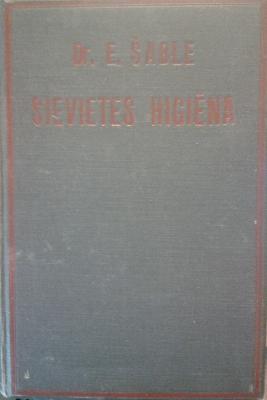 Dr. E. ŠABLE
SIEVIETES HIGIĒNA